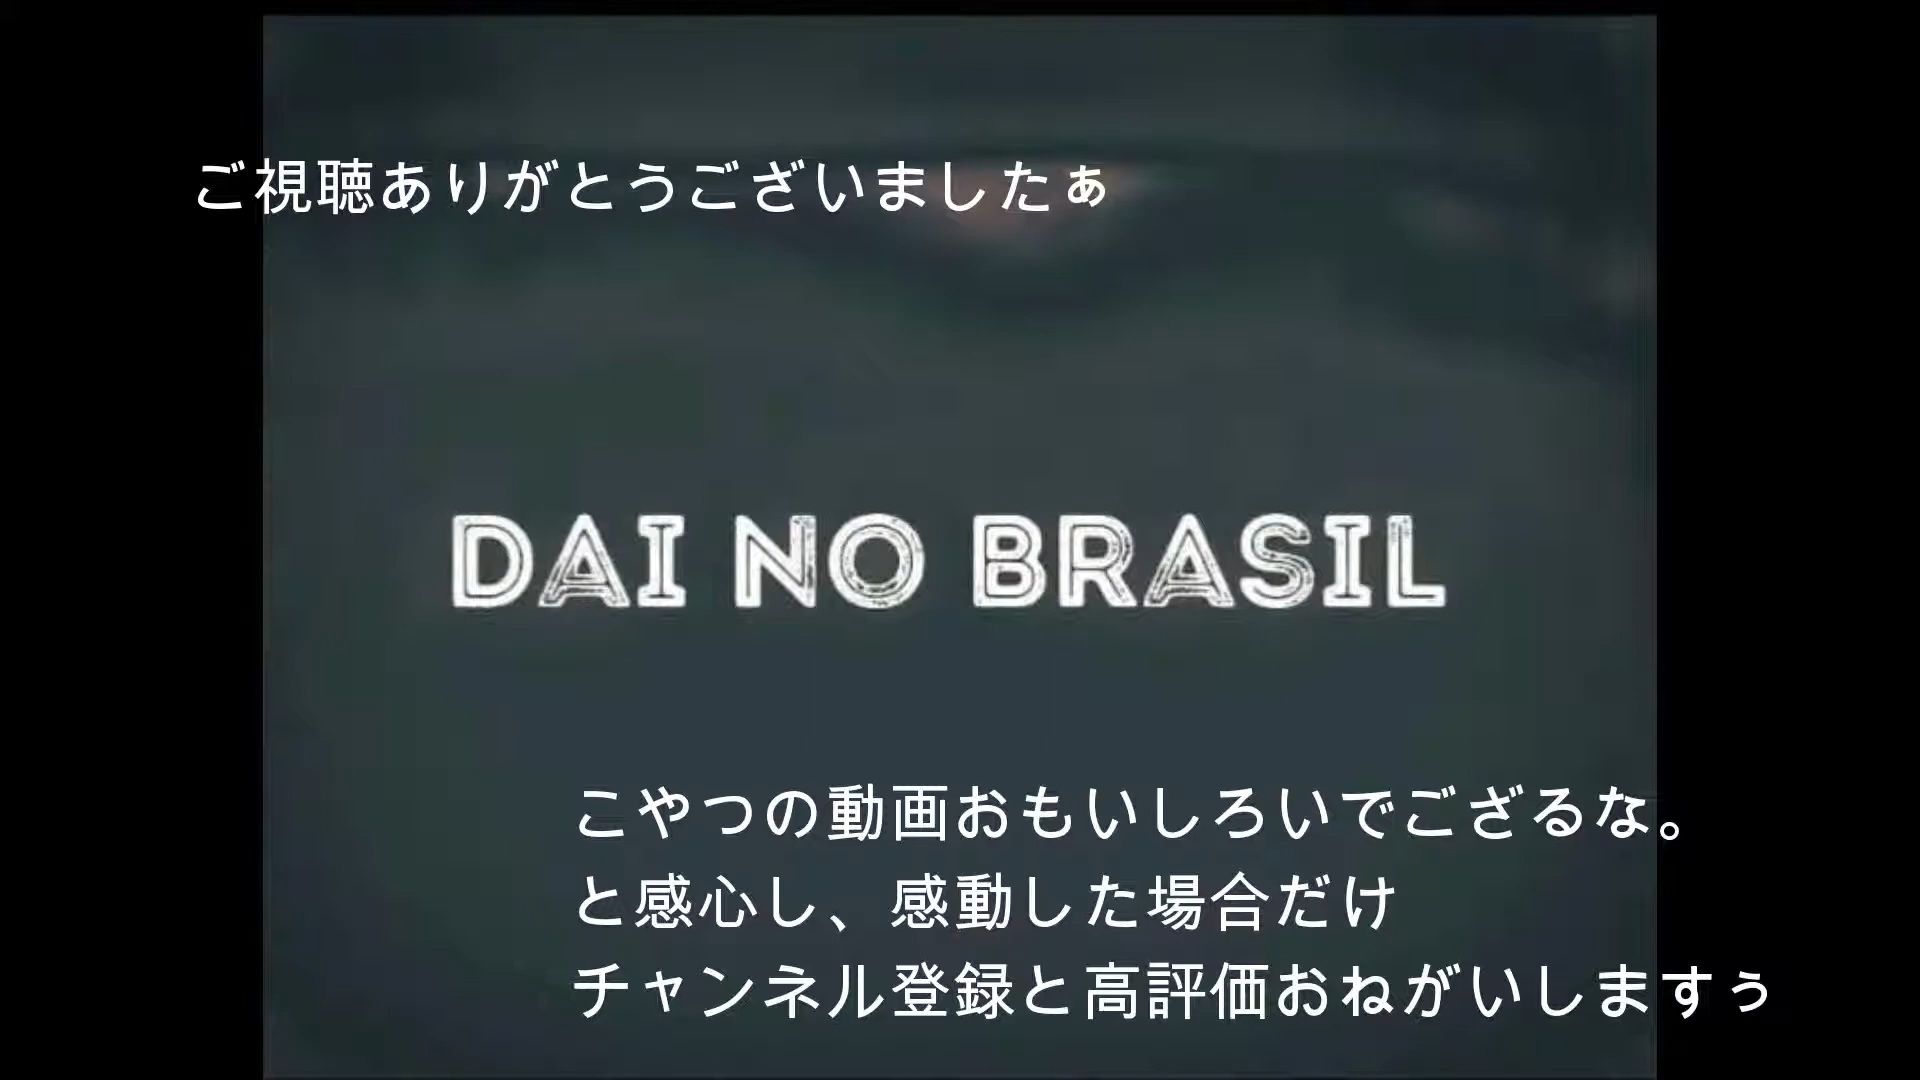 ご視聴ありがとうございましたぁ
DAI NO BRASIL
こやつの動画おもいしろいでござるな。
と感心し、感動した場合だけ
チャンネル登録と高評価おねがいしますぅ